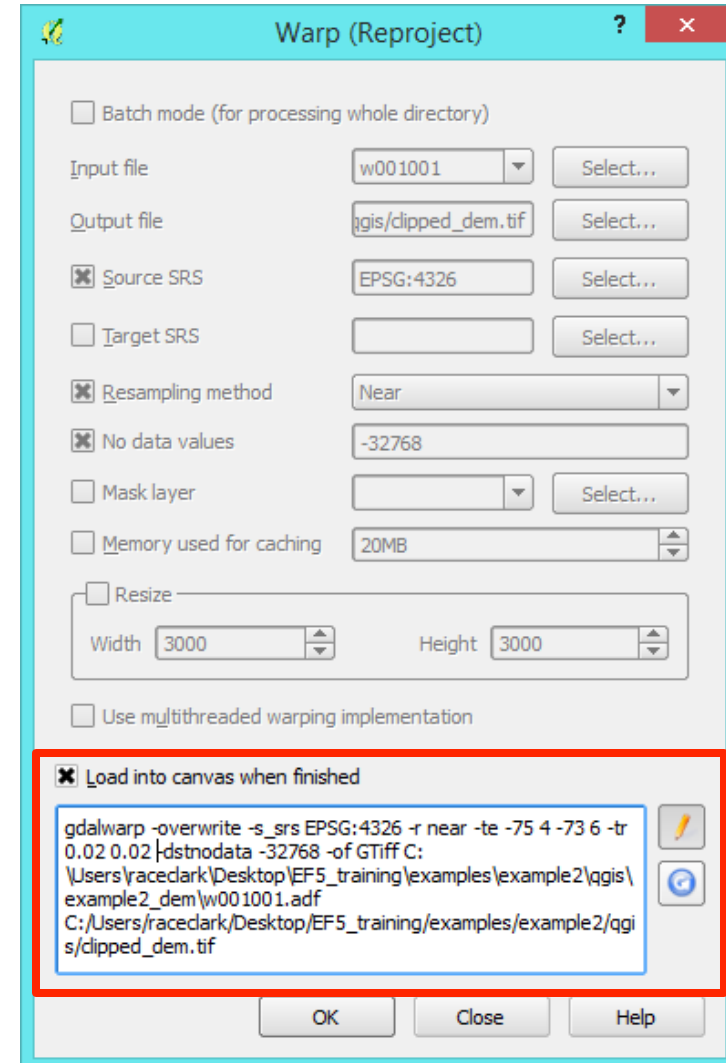 Warp (Reproject) ?
Batch mode (for processing whole directory)
Input file w001001 Select...
Output file qgis/clipped_dem.tif Select...
Source SRS EPSG:4326 Select...
Target SRS Select...
Resampling method Near
No data values -32768
Mask layer Select...
Memory used for caching 20MB
Resize
Width 3000 Height 3000
Use multithreaded warping implementation
Load into canvas when finished
gdalwarp -overwrite -s_srs EPSG:4326 -r near -te -75 4 -73 6 -tr
0.02 0.02 -dstnodata -32768 -of GTiff C:
\Users\raceclark\Desktop\EF5_training\examples\example2\qgis\
example2_dem\w001001.adf
C:/Users/raceclark/Desktop/EF5_training/examples/example2/qgi
s/clipped_dem.tif
OK Close Help